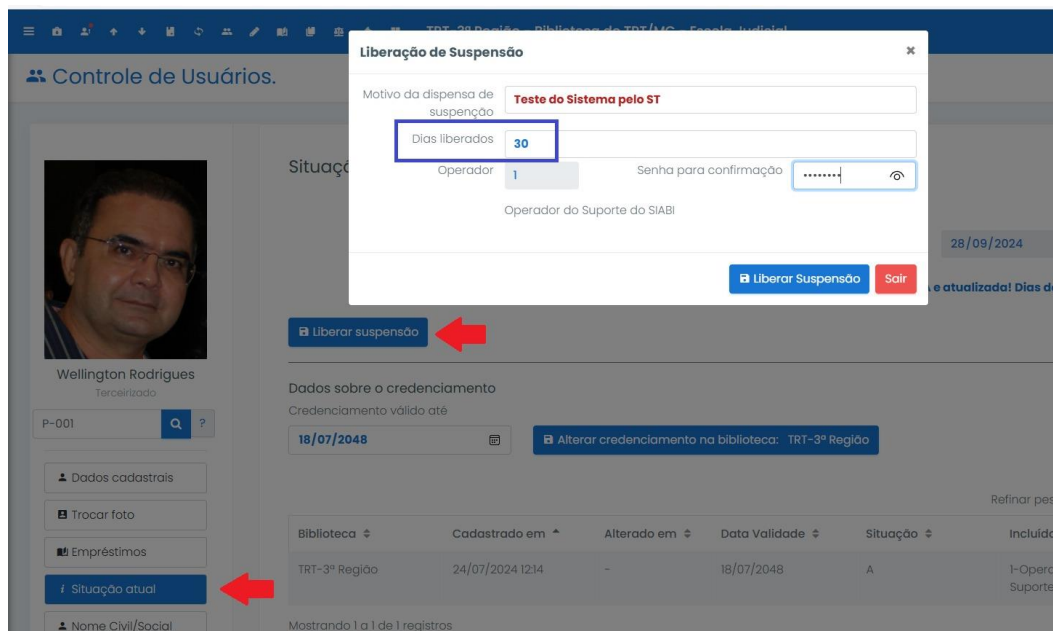 TRT-3ª Região - Biblioteca do TRT/MG - Escola Judicial
Controle de Usuários.
Liberação de Suspensão
×
Motivo da dispensa de
suspenção
Teste do Sistema pelo ST
Dias liberados
30
Operador
1
Senha para confirmação
••••••••
Operador do Suporte do SIABI
Liberar Suspensão
Sair
Situaçã
28/09/2024
e atualizada! Dias d
Liberar suspensão
Wellington Rodrigues
Terceirizado
P-001
?
Dados cadastrais
Trocar foto
Empréstimos
Situação atual
Nome Civil/Social
Dados sobre o credenciamento
Credenciamento válido até
18/07/2048
Alterar credenciamento na biblioteca: TRT-3ª Região
Refinar pes
Biblioteca Cadastrado em Alterado em Data Validade Situação Incluído
TRT-3ª Região 24/07/2024 12:14 - 18/07/2048 A 1-Opera
Suporte
Mostrando 1 a 1 de 1 registros